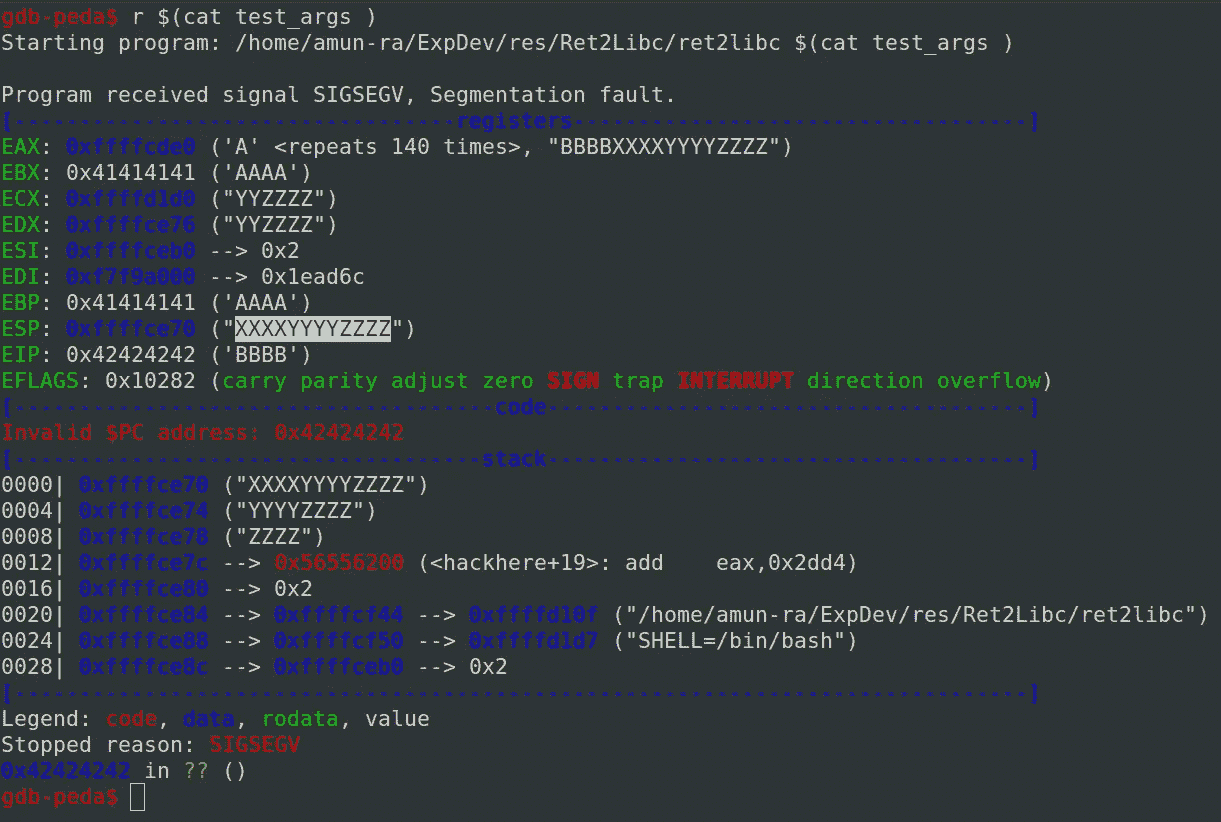 gdb-peda$ r $(cat test_args )
Starting program: /home/amun-ra/ExpDev/res/Ret2Libc/ret2libc $(cat test_args )
Program received signal SIGSEGV, Segmentation fault.
[----------------------------------registers-----------------------------------]
EAX: 0xffffcde0 ('A' <repeats 140 times>, "BBBBXXXXYYYYZZZZ")
EBX: 0x41414141 ('AAAA')
ECX: 0xffffd1d0 ("YYZZZZ")
EDX: 0xffffce76 ("YYZZZZ")
ESI: 0xffffceb0 --> 0x2
EDI: 0xf7f9a000 --> 0x1ead6c
EBP: 0x41414141 ('AAAA')
ESP: 0xffffce70 ("XXXXYYYYZZZZ")
EIP: 0x42424242 ('BBBB')
EFLAGS: 0x10282 (carry parity adjust zero SIGN trap INTERRUPT direction overflow)
[-------------------------------------code-------------------------------------]
Invalid $PC address: 0x42424242
[------------------------------------stack-------------------------------------]
0000| 0xffffce70 ("XXXXYYYYZZZZ")
0004| 0xffffce74 ("YYYYZZZZ")
0008| 0xffffce78 ("ZZZZ")
0012| 0xffffce7c --> 0x56556200 (<hackhere+19>: add    eax,0x2dd4)
0016| 0xffffce80 --> 0x2
0020| 0xffffce84 --> 0xffffcf44 --> 0xffffd10f ("/home/amun-ra/ExpDev/res/Ret2Libc/ret2libc")
0024| 0xffffce88 --> 0xffffcf50 --> 0xffffd1d7 ("SHELL=/bin/bash")
0028| 0xffffce8c --> 0xffffceb0 --> 0x2
[------------------------------------------------------------------------------]
Legend: code, data, rodata, value
Stopped reason: SIGSEGV
0x42424242 in ?? ()
gdb-peda$